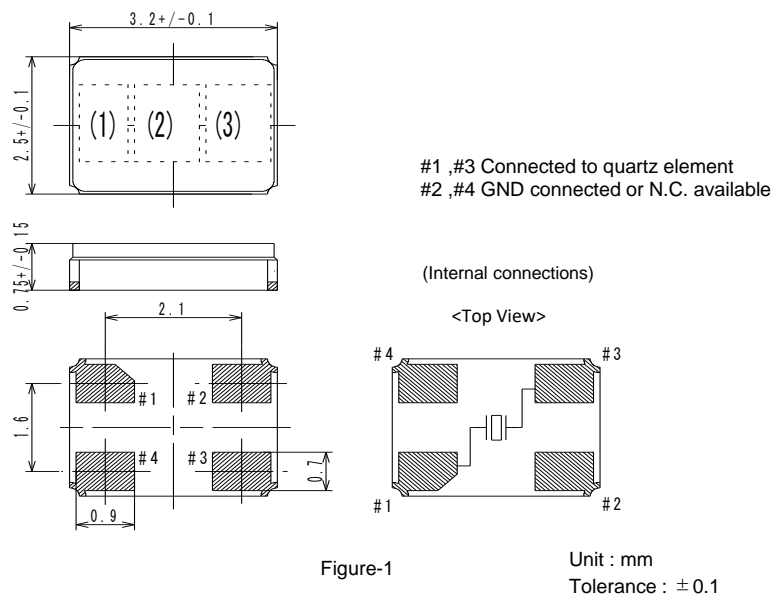 3.2+/-0.1
2.5+/-0.1
(1) (2) (3)
#1 ,#3 Connected to quartz element
#2 ,#4 GND connected or N.C. available
0.75+/-0.15
(Internal connections)
<Top View>
2.1
#1 #2
#4 #3
1.6
0.7
0.9
#4 #3
#1 #2
Figure-1
Unit : mm
Tolerance : ±0.1